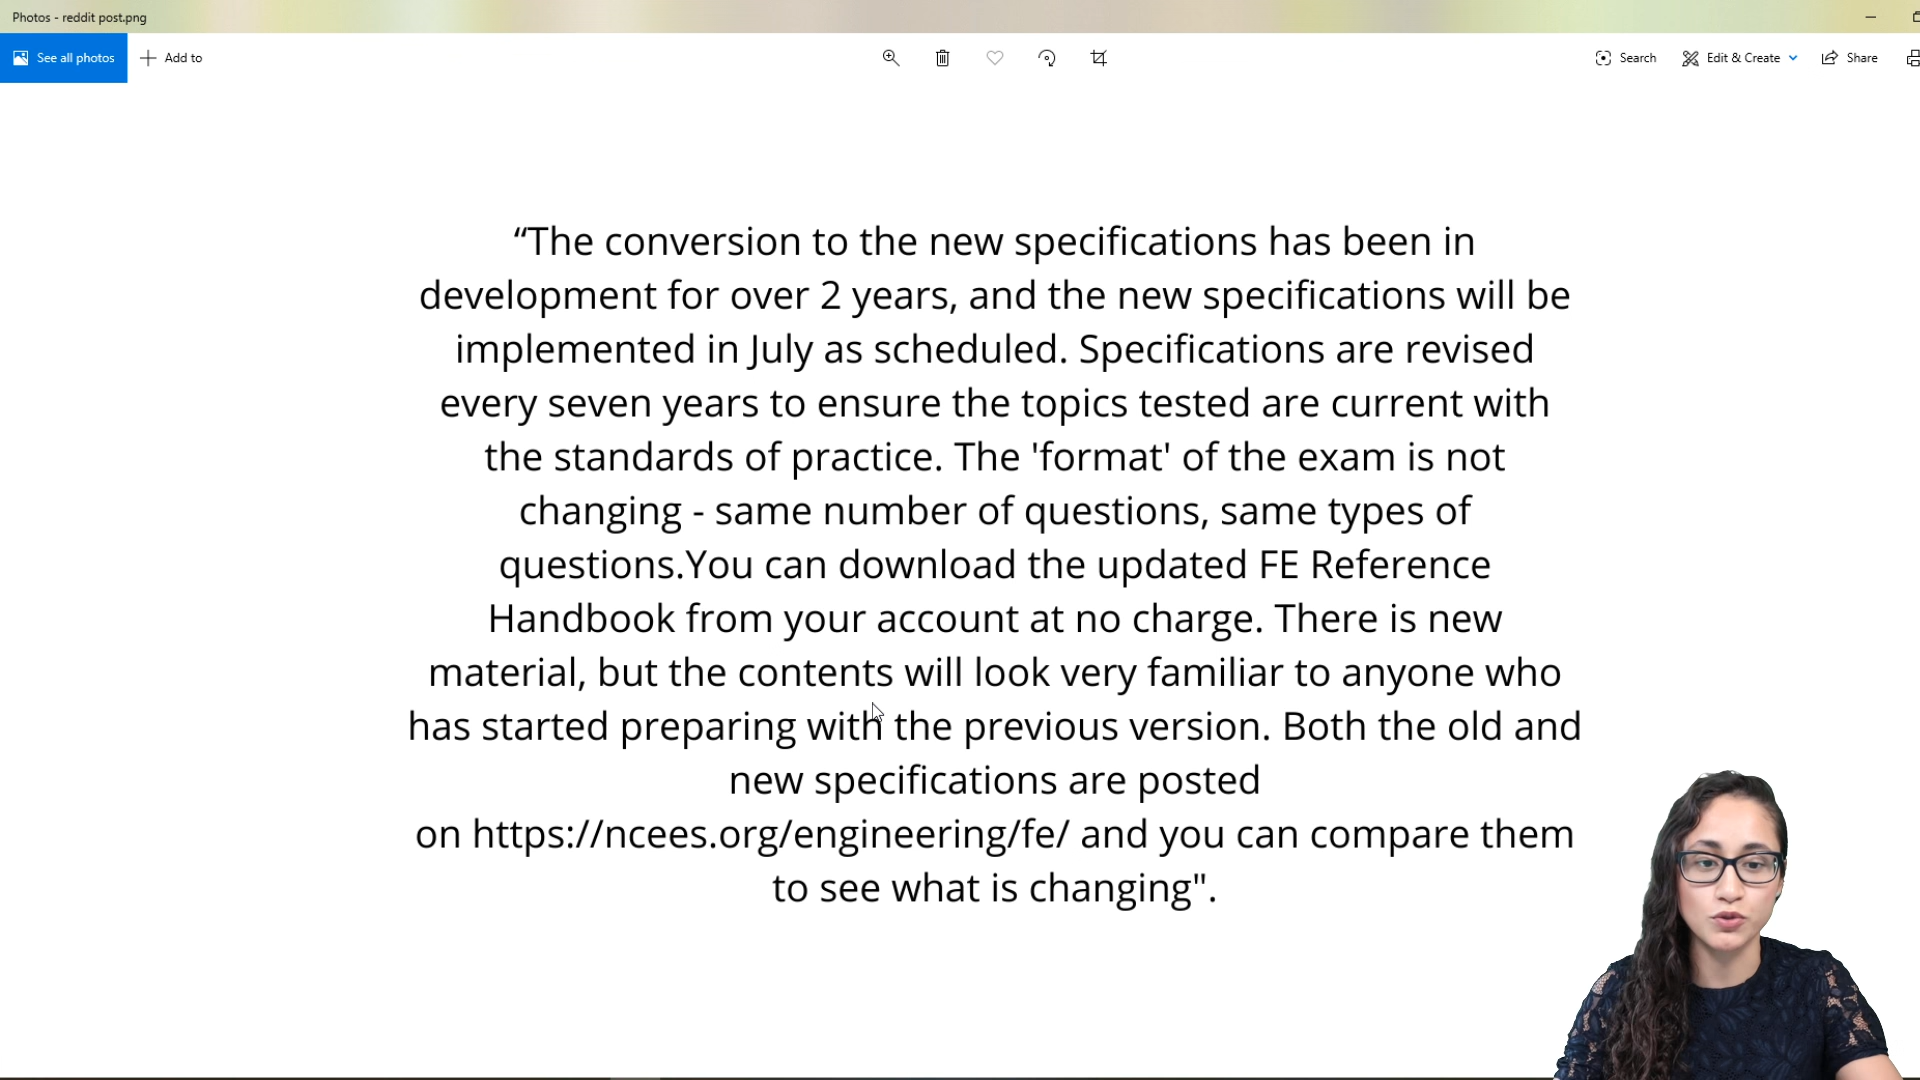 Photos - reddit post.png
See all photos
Add to
Search
Edit & Create
Share
“The conversion to the new specifications has been in
development for over 2 years, and the new specifications will be
implemented in July as scheduled. Specifications are revised
every seven years to ensure the topics tested are current with
the standards of practice. The 'format' of the exam is not
changing - same number of questions, same types of
questions.You can download the updated FE Reference
Handbook from your account at no charge. There is new
material, but the contents will look very familiar to anyone who
has started preparing with the previous version. Both the old and
new specifications are posted
on https://ncees.org/engineering/fe/ and you can compare them
to see what is changing".